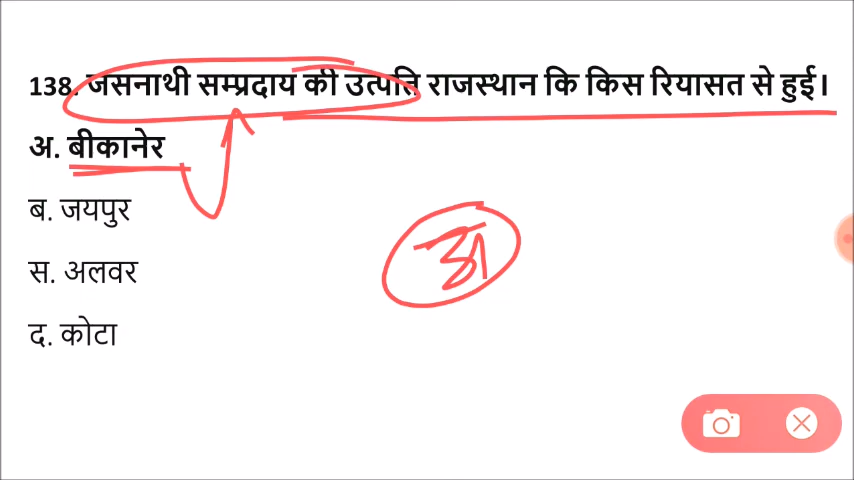 138. जसनाथी सम्प्रदाय की उत्पति राजस्थान कि किस रियासत से हुई।
अ. बीकानेर
ब. जयपुर
स. अलवर
अ
द. कोटा